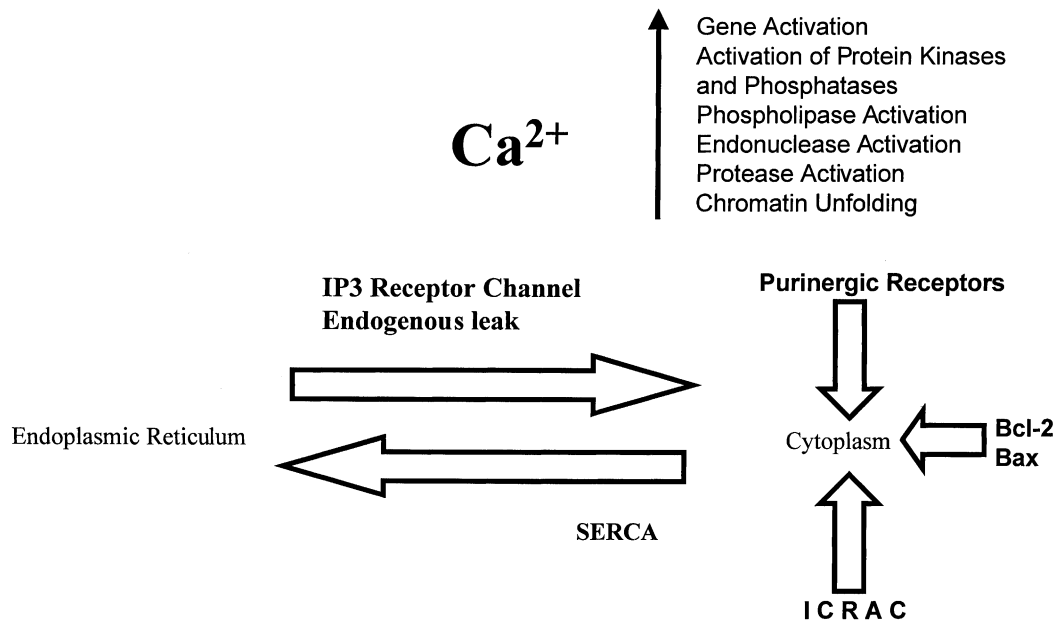 Gene Activation
Activation of Protein Kinases
and Phosphatases
Phospholipase Activation
Endonuclease Activation
Protease Activation
Chromatin Unfolding
Ca2+
IP3 Receptor Channel
Endogenous leak
Purinergic Receptors
Endoplasmic Reticulum
Cytoplasm
Bcl-2
Bax
SERCA
I C R A C